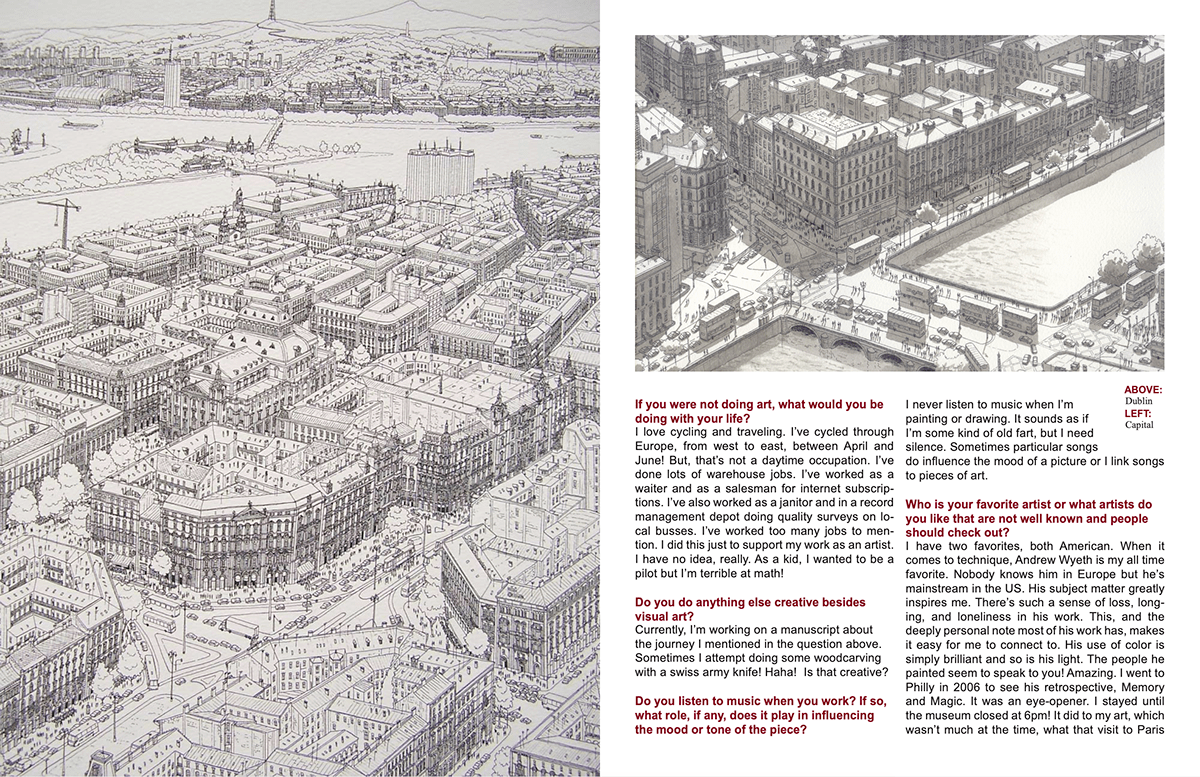 ABOVE:
Dublin
LEFT:
Capital
If you were not doing art, what would you be
doing with your life?
I love cycling and traveling. I've cycled through
Europe, from west to east, between April and
June! But, that's not a daytime occupation. I've
done lots of warehouse jobs. I've worked as a
waiter and as a salesman for internet subscrip-
tions. I've also worked as a janitor and in a record
management depot doing quality surveys on lo-
cal busses. I've worked too many jobs to men-
tion. I did this just to support my work as an artist.
I have no idea, really. As a kid, I wanted to be a
pilot but I'm terrible at math!
Do you do anything else creative besides
visual art?
Currently, I'm working on a manuscript about
the journey I mentioned in the question above.
Sometimes I attempt doing some woodcarving
with a swiss army knife! Haha!  Is that creative?
Do you listen to music when you work? If so,
what role, if any, does it play in influencing
the mood or tone of the piece?
I never listen to music when I'm
painting or drawing. It sounds as if
I'm some kind of old fart, but I need
silence. Sometimes particular songs
do influence the mood of a picture or I link songs
to pieces of art.
Who is your favorite artist or what artists do
you like that are not well known and people
should check out?
I have two favorites, both American. When it
comes to technique, Andrew Wyeth is my all time
favorite. Nobody knows him in Europe but he's
mainstream in the US. His subject matter greatly
inspires me. There's such a sense of loss, long-
ing, and loneliness in his work. This, and the
deeply personal note most of his work has, makes
it easy for me to connect to. His use of color is
simply brilliant and so is his light. The people he
painted seem to speak to you! Amazing. I went to
Philly in 2006 to see his retrospective, Memory
and Magic. It was an eye-opener. I stayed until
the museum closed at 6pm! It did to my art, which
wasn't much at the time, what that visit to Paris